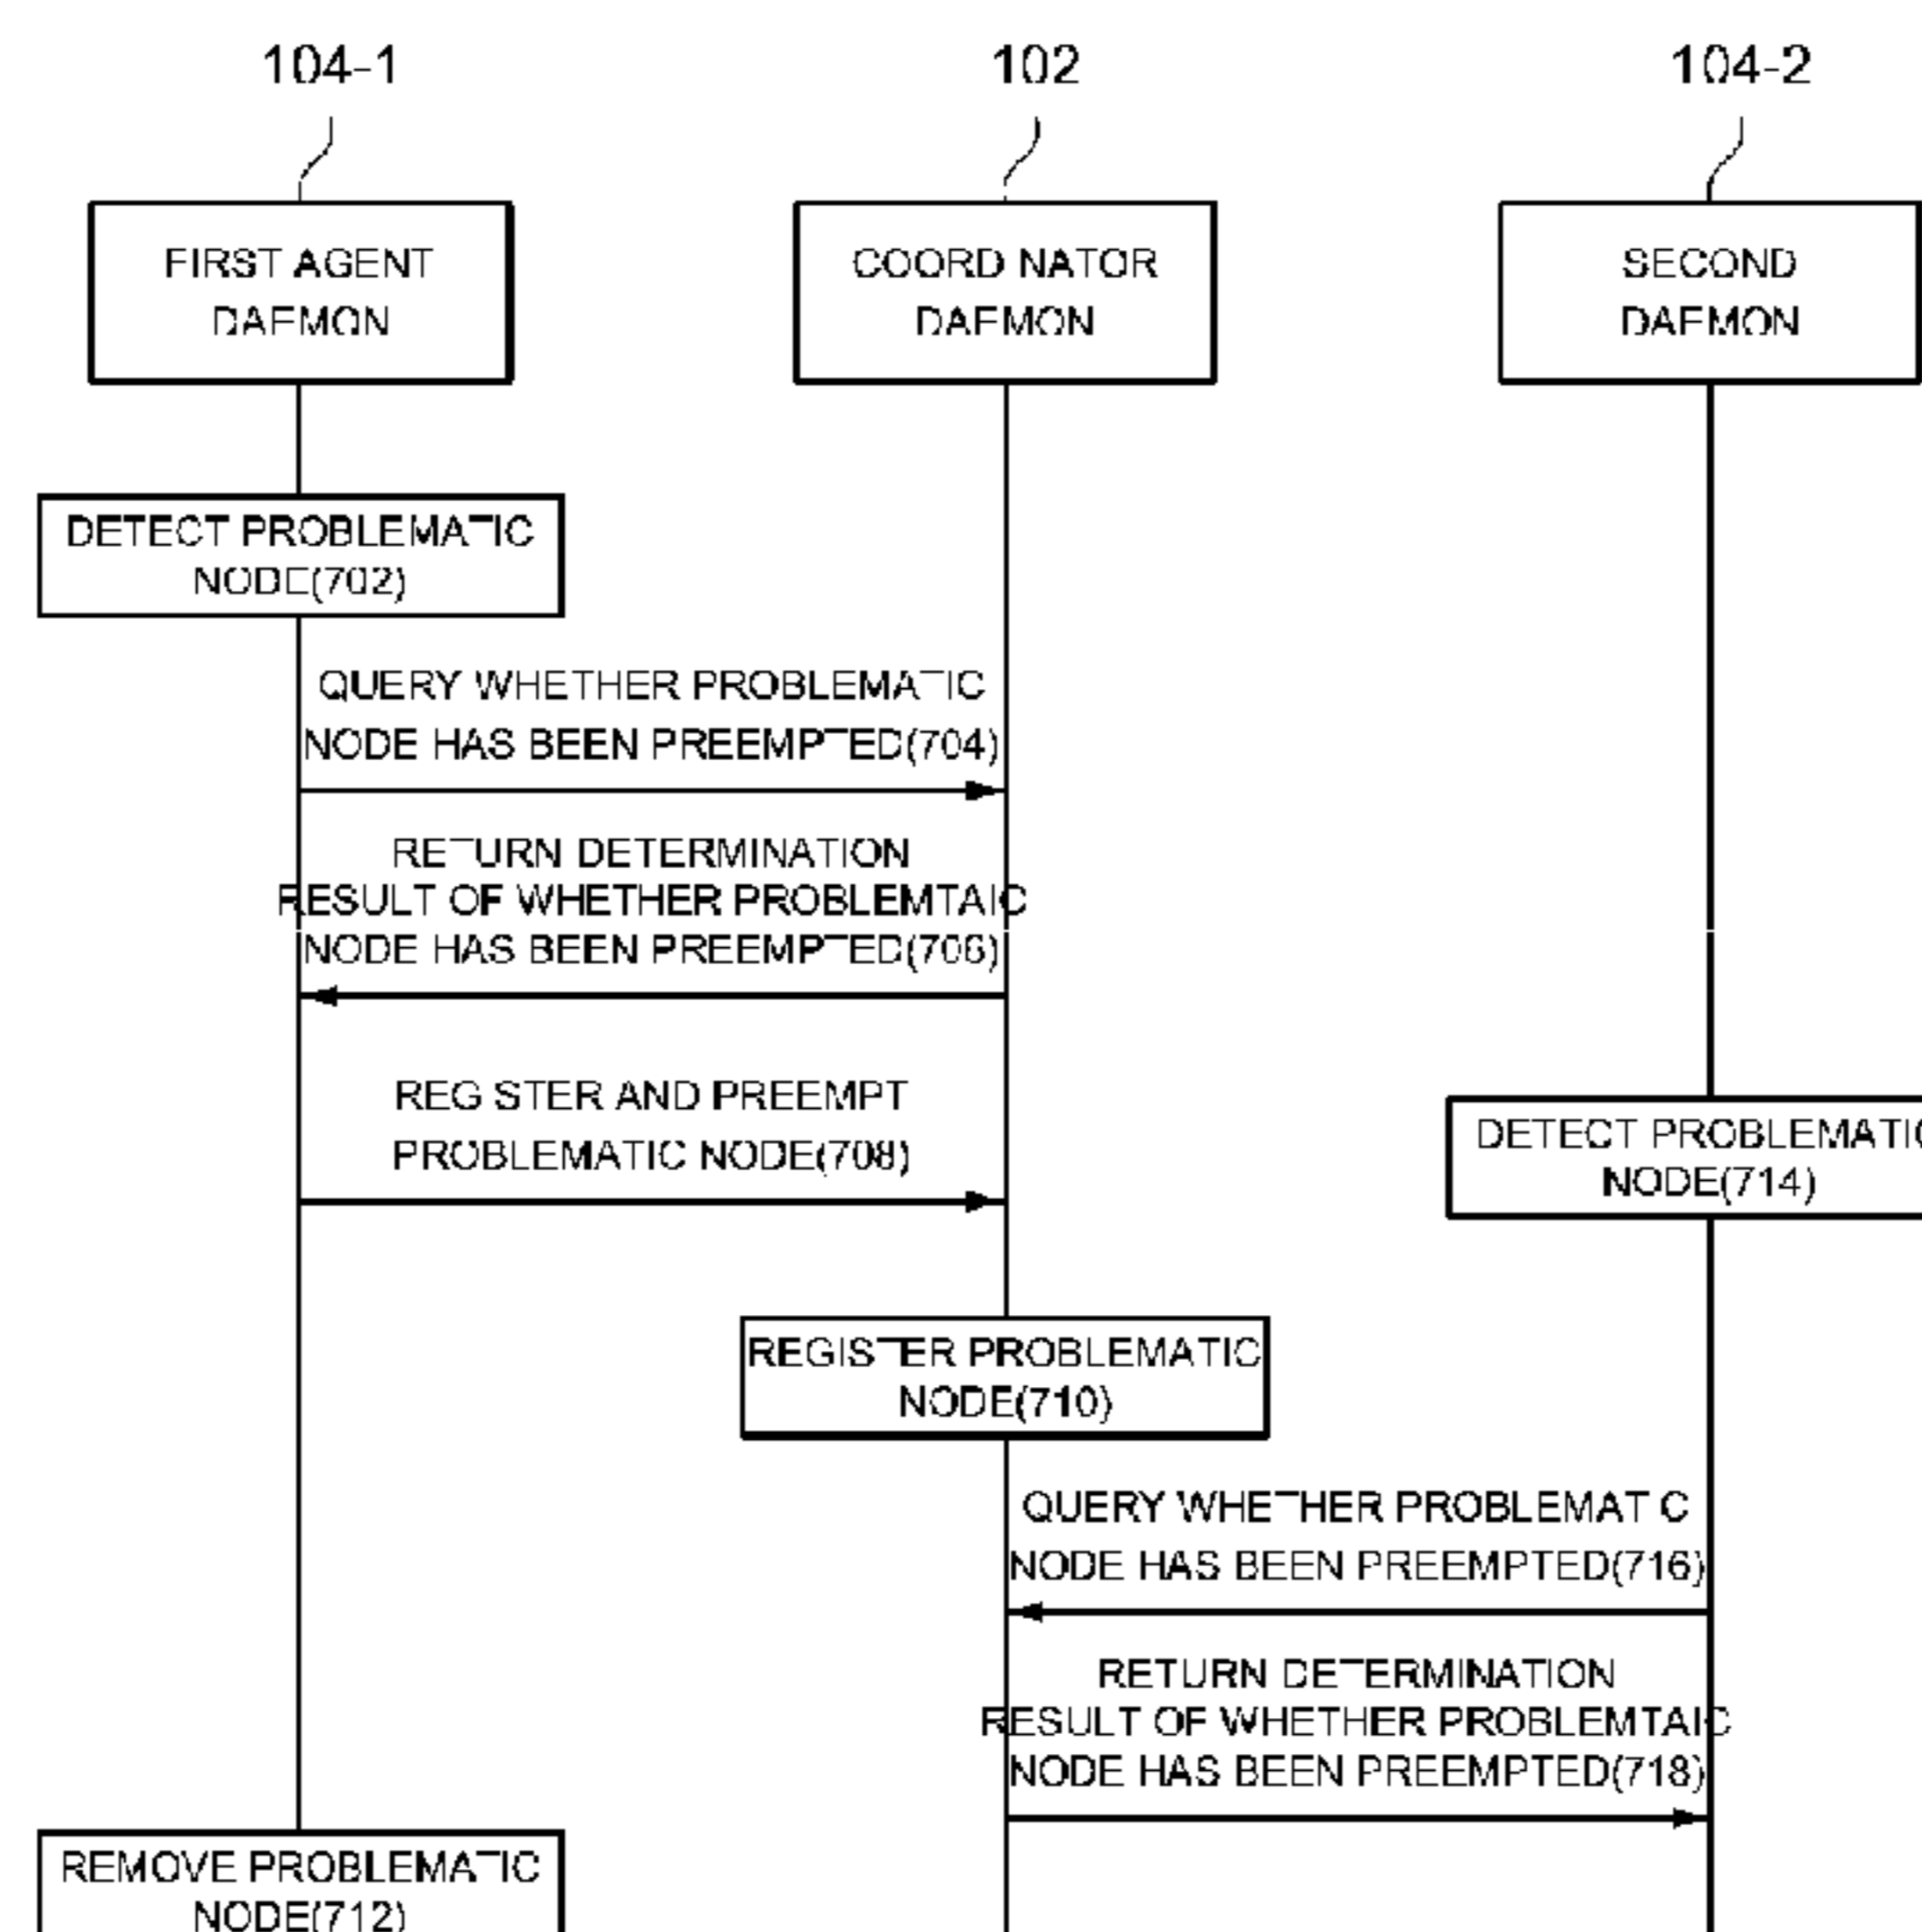 104-1
102
104-2
FIRST AGENT
DAEMON
COORDINATOR
DAEMON
SECOND
DAEMON
DETECT PROBLEMATIC
NODE(702)
QUERY WHETHER PROBLEMATIC
NODE HAS BEEN PREEMPTED(704)
RETURN DETERMINATION
RESULT OF WHETHER PROBLEMTAIC
NODE HAS BEEN PREEMPTED(706)
REGISTER AND PREEMPT
PROBLEMATIC NODE(708)
DETECT PROBLEMATIC
NODE(714)
REGISTER PROBLEMATIC
NODE(710)
QUERY WHETHER PROBLEMATIC
NODE HAS BEEN PREEMPTED(716)
RETURN DETERMINATION
RESULT OF WHETHER PROBLEMTAIC
NODE HAS BEEN PREEMPTED(718)
REMOVE PROBLEMATIC
NODE(712)